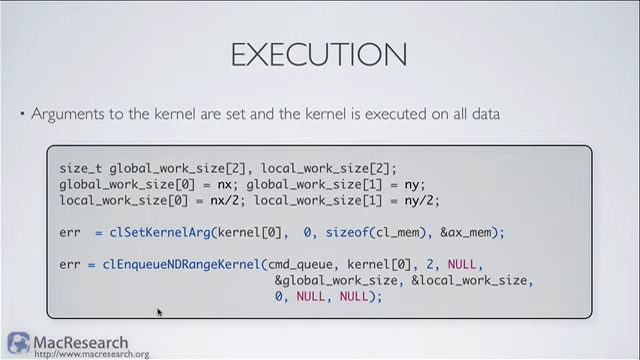 EXECUTION
• Arguments to the kernel are set and the kernel is executed on all data
size_t global_work_size[2], local_work_size[2];
global_work_size[0] = nx; global_work_size[1] = ny;
local_work_size[0] = nx/2; local_work_size[1] = ny/2;
err  = clSetKernelArg(kernel[0],  0, sizeof(cl_mem), &ax_mem);
err = clEnqueueNDRangeKernel(cmd_queue, kernel[0], 2, NULL,
&global_work_size, &local_work_size,
0, NULL, NULL);
MacResearch
http://www.macresearch.org